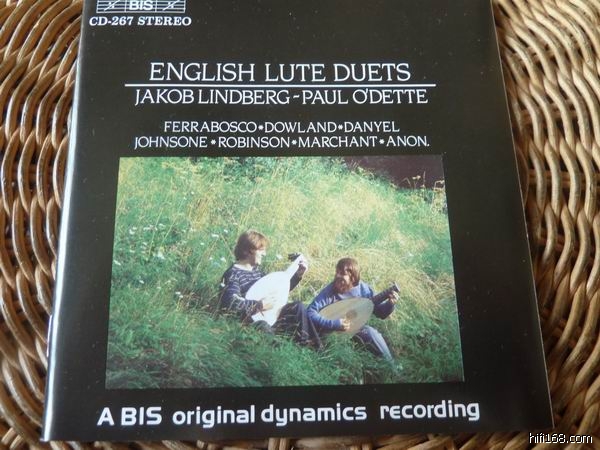 BIS
CD-267 STEREO
ENGLISH LUTE DUETS
JAKOB LINDBERG - PAUL O'DETTE
FERRABOSCO*DOWLAND*DANYEL
JOHNSONE*ROBINSON*MARCHANT*ANON.
A BIS original dynamics recording
hifi168.com